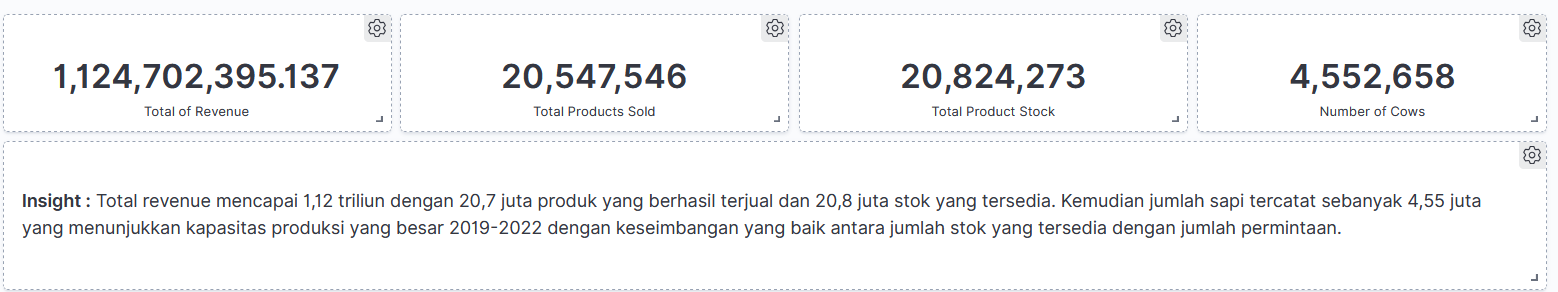 1,124,702,395.137
Total of Revenue
20,547,546
Total Products Sold
20,824,273
Total Product Stock
4,552,658
Number of Cows
Insight : Total revenue mencapai 1,12 triliun dengan 20,7 juta produk yang berhasil terjual dan 20,8 juta stok yang tersedia. Kemudian jumlah sapi tercatat sebanyak 4,55 juta
yang menunjukkan kapasitas produksi yang besar 2019-2022 dengan keseimbangan yang baik antara jumlah stok yang tersedia dengan jumlah permintaan.